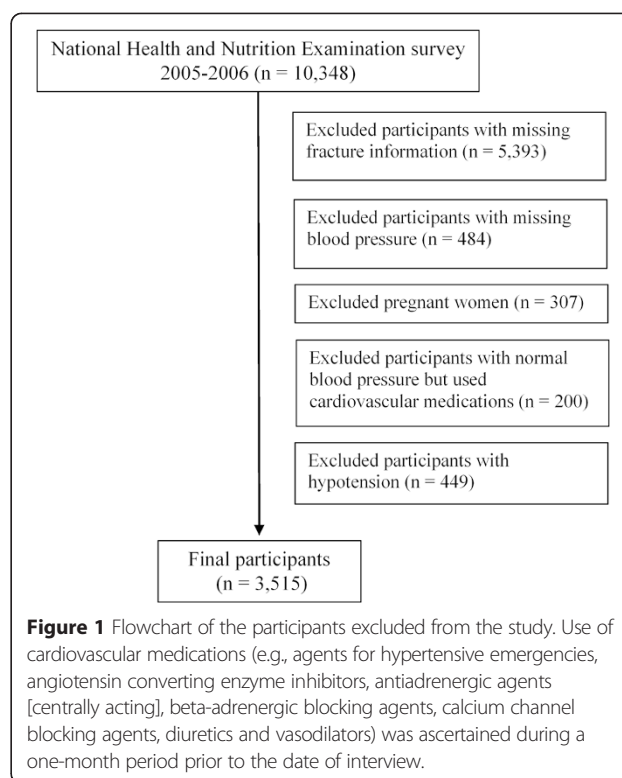 National Health and Nutrition Examination survey
2005-2006 (n = 10,348)
Excluded participants with missing
fracture information (n = 5,393)
Excluded participants with missing
blood pressure (n = 484)
Excluded pregnant women (n = 307)
Excluded participants with normal
blood pressure but used
cardiovascular medications (n = 200)
Excluded participants with
hypotension (n = 449)
Final participants
(n = 3,515)
Figure 1 Flowchart of the participants excluded from the study. Use of
cardiovascular medications (e.g., agents for hypertensive emergencies,
angiotensin converting enzyme inhibitors, antiadrenergic agents
[centrally acting], beta-adrenergic blocking agents, calcium channel
blocking agents, diuretics and vasodilators) was ascertained during a
one-month period prior to the date of interview.